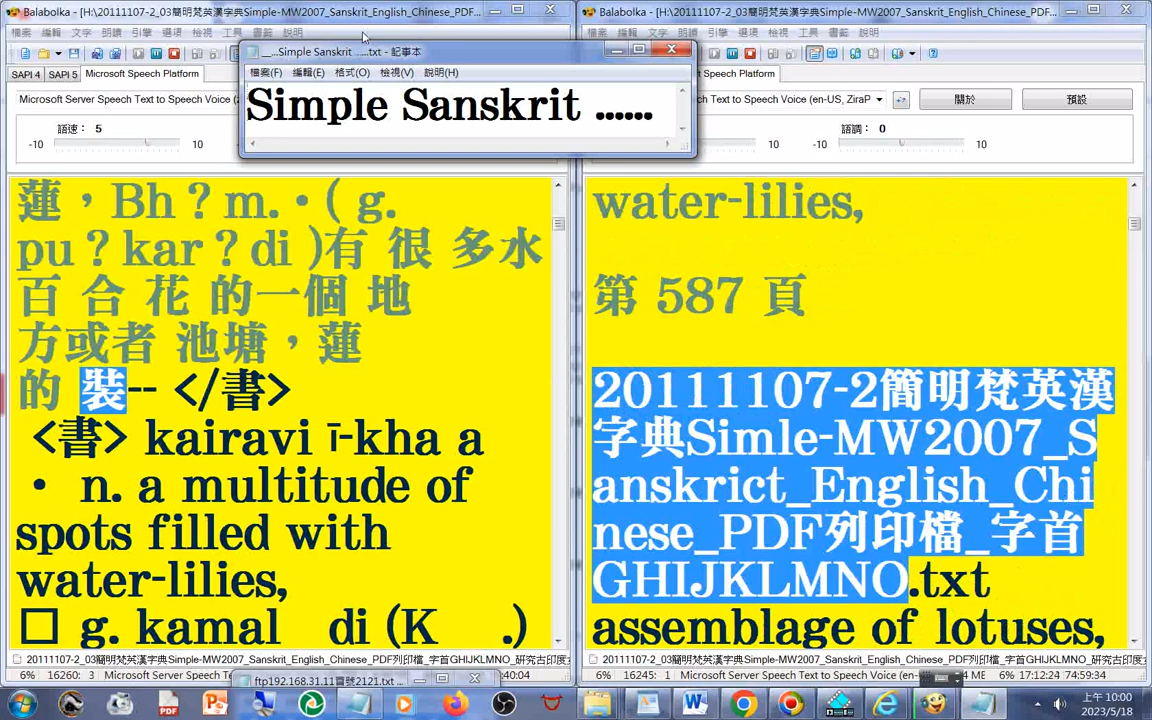 Balabolka - [H:\20111107-2_03簡明梵英漢字典Simple-MW2007_Sanskrit_English_Chinese_PDF...
Balabolka - [H:\20111107-2_03簡明梵英漢字典Simple-MW2007_Sanskrit_English_Chinese_PDF...
檔案 編輯 文字 朗讀 引擎 選項 檢視 工具 書籤 說明
檔案 編輯 文字 朗讀 引擎 選項 檢視 工具 書籤 說明
__...Simple Sanskrit ......txt - 記事本
檔案(F) 編輯(E) 格式(O) 檢視(V) 說明(H)
Simple Sanskrit ......
SAPI 4 SAPI 5 Microsoft Speech Platform
t Speech Platform
Microsoft Server Speech Text to Speech Voice (
ch Text to Speech Voice (en-US, ZiraP
關於
預設
語速： 5
語調： 0
-10 10
-10 10
蓮，Bh？m.•( g.
pu？kar？di )有 很 多水
百 合 花 的一個 地
方或者 池塘，蓮
的 裝-- </書>
<書> kairavi ī-kha a
• n. a multitude of
spots filled with
water-lilies,
□ g. kamal di (K .)
water-lilies,
第 587 頁
20111107-2簡明梵英漢
字典Simle-MW2007_S
anskrict_English_Chi
nese_PDF列印檔_字首
GHIJKLMNO.txt
assemblage of lotuses,
20111107-2_03簡明梵英漢字典Simple-MW2007_Sanskrit_English_Chinese_PDF列印檔_字首GHIJKLMNO_研究古印度
20111107-2_03簡明梵英漢字典Simple-MW2007_Sanskrit_English_Chinese_PDF列印檔_字首GHIJKLMNO_研究古印度
6% 16260: 3 Microsoft Server Speech
:40:04
6% 16245: 1 Microsoft Server Speech
6% 17:12:24 74:59:34
ftp192.168.31.11頁號2121.txt ...
上午 10:00
2023/5/18